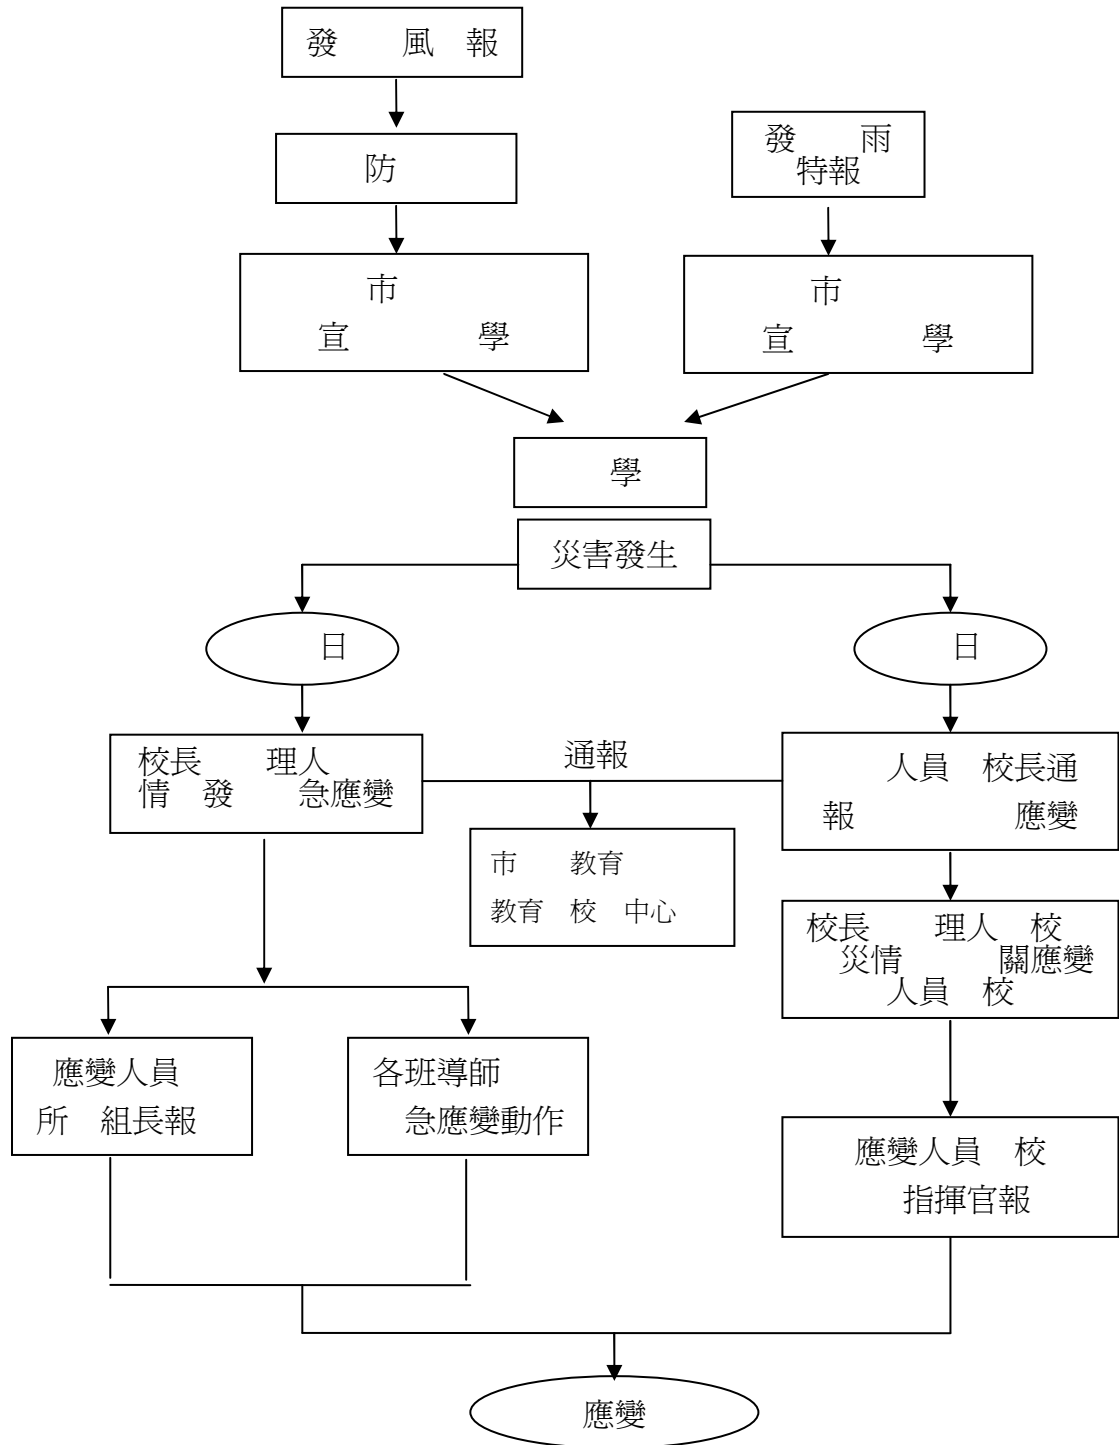 發　　風　報
防
發　　雨
特報
市
宣　　　　學
市
宣　　　　學
學
災害發生
日
日
校長　　理人
情　發　　急應變
通報
人員　校長通
報　　　　應變
市　　教育
教育　校　中心
校長　　理人　校
災情　　　關應變
人員　校
應變人員
所　組長報
各班導師
急應變動作
應變人員　校
指揮官報
應變